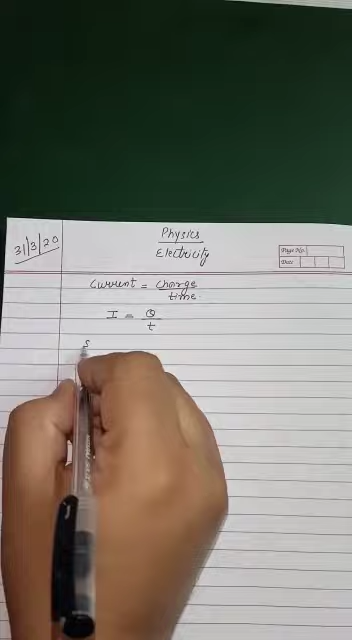 31/3/20
Physics
Electricity
Page No.
Date
Current = Charge
time.
I = Q
t
S